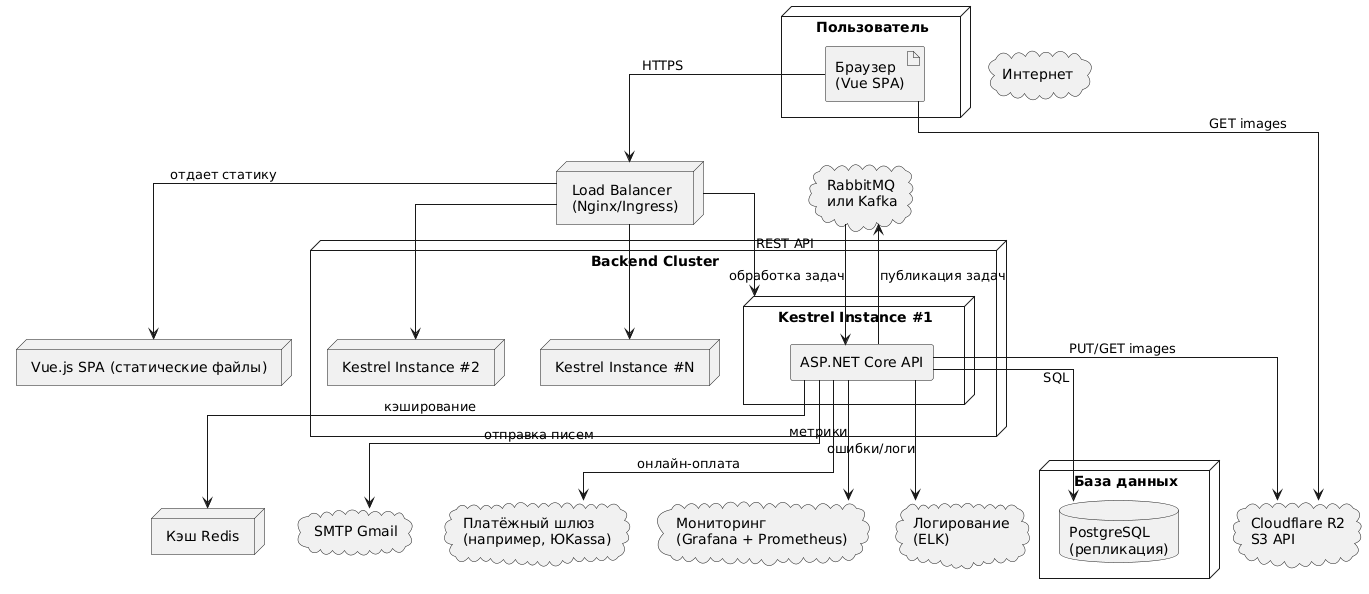 Пользователь
Браузер
(Vue SPA)
Интернет
HTTPS
GET images
отдает статику
Load Balancer
(Nginx/Ingress)
RabbitMQ
или Kafka
REST API
Backend Cluster
обработка задач
публикация задач
Kestrel Instance #1
Vue.js SPA (статические файлы)
Kestrel Instance #2
Kestrel Instance #N
ASP.NET Core API
PUT/GET images
SQL
кэширование
отправка писем
метрики
ошибки/логи
онлайн-оплата
База данных
Кэш Redis
SMTP Gmail
Платёжный шлюз
(например, ЮKassa)
Мониторинг
(Grafana + Prometheus)
Логирование
(ELK)
PostgreSQL
(репликация)
Cloudflare R2
S3 API